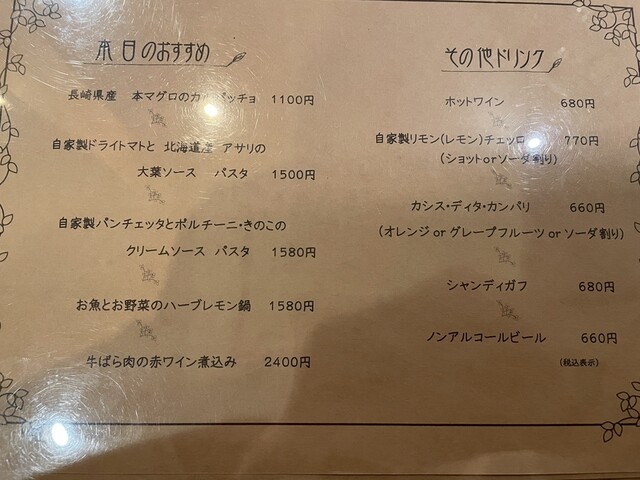 本日のおすすめ
長崎県産 本マグロのカルパッチョ 1100円
自家製ドライトマトと 北海道産 アサリの
大葉ソース パスタ 1500円
自家製パンチェッタとポルチーニ・きのこの
クリームソース パスタ 1580円
お魚とお野菜のハーブレモン鍋 1580円
牛ばら肉の赤ワイン煮込み 2400円
その他ドリンク
ホットワイン 680円
自家製リモン(レモン)チェッロ 770円
(ショットorソーダ割り)
カシス・ディタ・カンパリ 660円
(オレンジ or グレープフルーツ or ソーダ割り)
シャンディガフ 680円
ノンアルコールビール 660円
(税込表示)